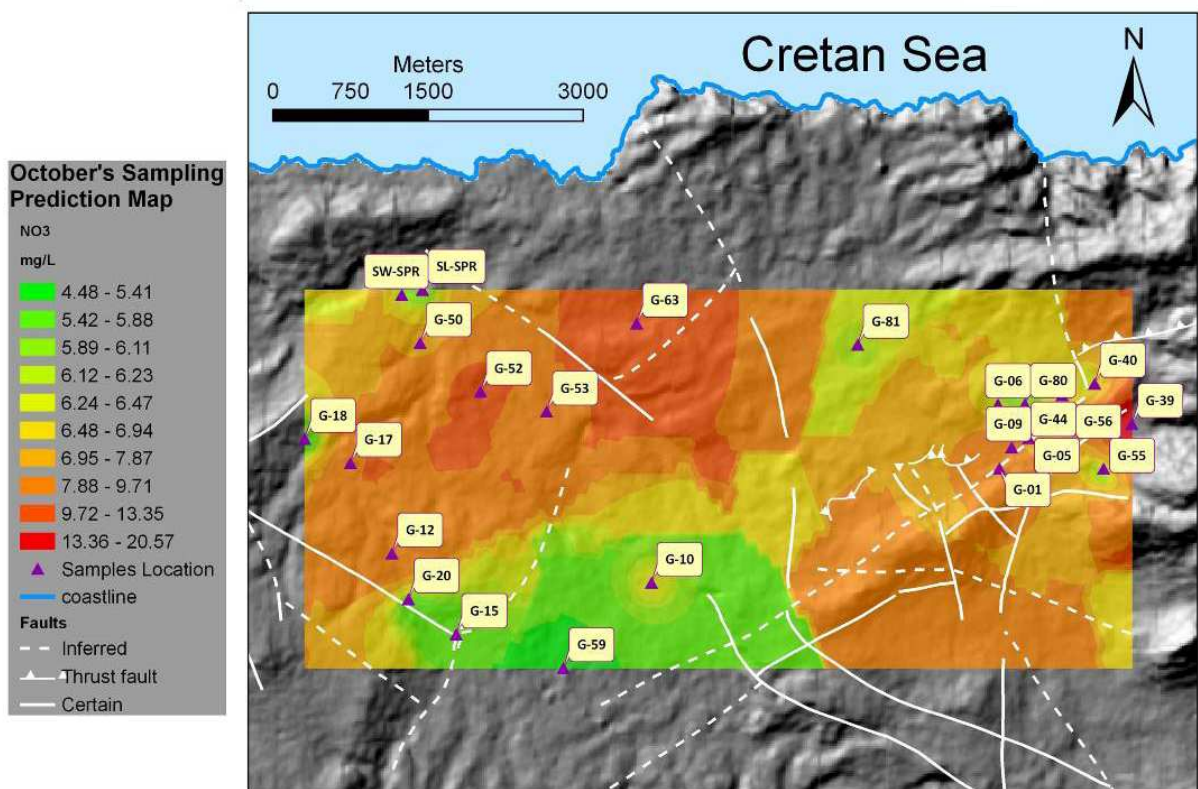 Cretan Sea
N
Meters
0 750 1500 3000
October's Sampling
Prediction Map
NO3
mg/L
4.48 - 5.41
5.42 - 5.88
5.89 - 6.11
6.12 - 6.23
6.24 - 6.47
6.48 - 6.94
6.95 - 7.87
7.88 - 9.71
9.72 - 13.35
13.36 - 20.57
Samples Location
coastline
Faults
Inferred
Thrust fault
Certain
SW-SPR
SL-SPR
G-63
G-81
G-50
G-52
G-53
G-40
G-06
G-80
G-39
G-18
G-17
G-09
G-44
G-56
G-05
G-55
G-01
G-12
G-10
G-20
G-15
G-59